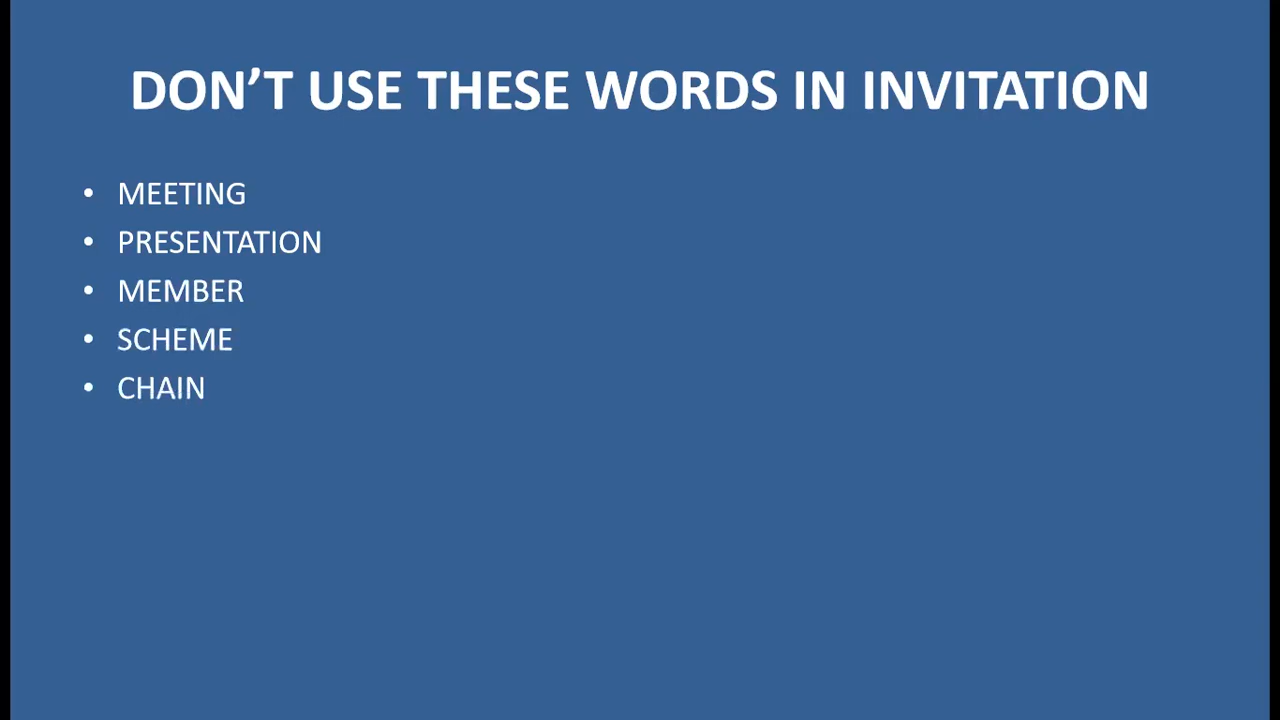 DON’T USE THESE WORDS IN INVITATION
• MEETING
• PRESENTATION
• MEMBER
• SCHEME
• CHAIN